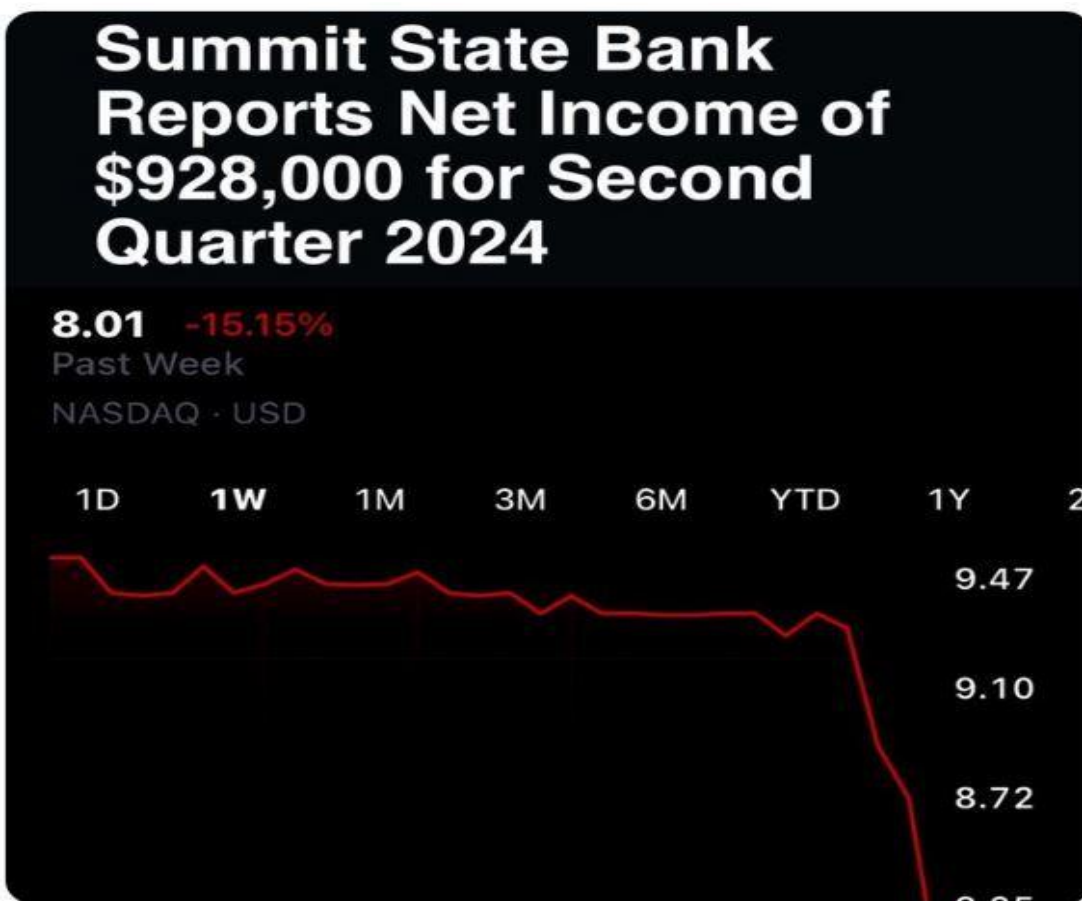 Summit State Bank
Reports Net Income of
$928,000 for Second
Quarter 2024
8.01 -15.15%
Past Week
NASDAQ · USD
1D 1W 1M 3M 6M YTD 1Y 2
9.47
9.10
8.72